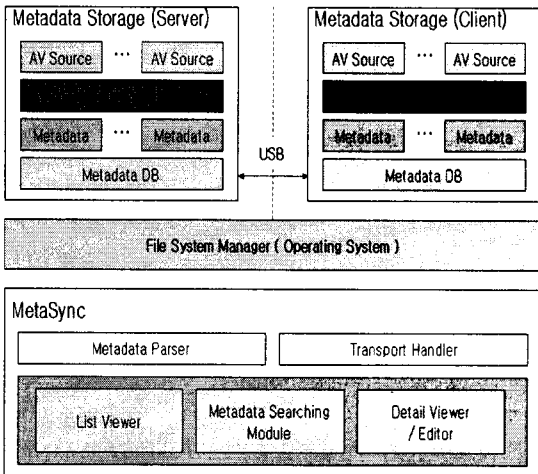 Metadata Storage (Server)
AV Source ... AV Source
Metadata ... Metadata
Metadata DB
USB
Metadata Storage (Client)
AV Source ... AV Source
Metadata ... Metadata
Metadata DB
File System Manager ( Operating System )
MetaSync
Metadata Parser
Transport Handler
List Viewer
Metadata Searching
Module
Detail Viewer
/ Editor